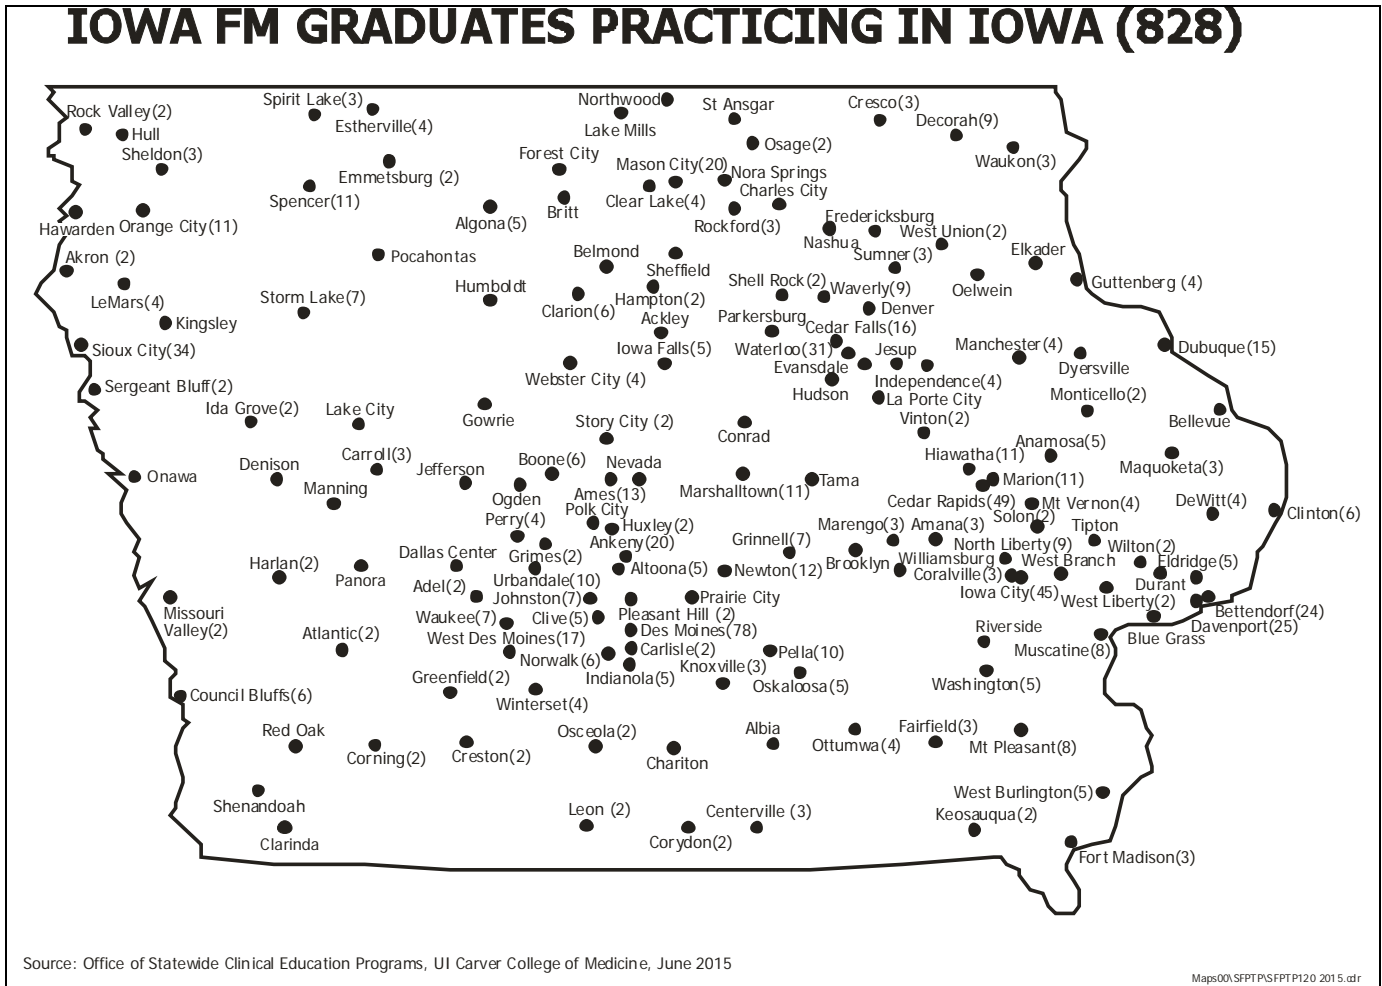 IOWA FM GRADUATES PRACTICING IN IOWA (828)
Spirit Lake(3)
Northwood
St Ansgar
Cresco(3)
Rock Valley(2)
Hull
Estherville(4)
Lake Mills
Decorah(9)
Sheldon(3)
Forest City
Osage(2)
Waukon(3)
Emmetsburg (2)
Mason City(20)
Nora Springs
Charles City
Spencer(11)
Clear Lake(4)
Britt
Algona(5)
Rockford(3)
Fredericksburg
Hawarden
Orange City(11)
Nashua
West Union(2)
Akron (2)
Pocahontas
Belmond
Sheffield
Sumner(3)
Elkader
LeMars(4)
Storm Lake(7)
Humboldt
Clarion(6)
Hampton(2)
Shell Rock(2)
Waverly(9)
Oelwein
Guttenberg (4)
Kingsley
Ackley
Parkersburg
Denver
Cedar Falls(16)
Sioux City(34)
Iowa Falls(5)
Waterloo(31)
Jesup
Manchester(4)
Dubuque(15)
Evansdale
Dyersville
Sergeant Bluff(2)
Webster City (4)
Hudson
Independence(4)
La Porte City
Monticello(2)
Ida Grove(2)
Lake City
Gowrie
Story City (2)
Conrad
Vinton(2)
Bellevue
Carroll(3)
Anamosa(5)
Denison
Jefferson
Boone(6)
Nevada
Hiawatha(11)
Maquoketa(3)
Onawa
Manning
Ogden
Ames(13)
Marshalltown(11)
Tama
Marion(11)
Cedar Rapids(49)
Mt Vernon(4)
DeWitt(4)
Polk City
Perry(4)
Huxley(2)
Solon(2)
Clinton(6)
Marengo(3)
Amana(3)
Tipton
Ankeny(20)
Grinnell(7)
North Liberty(9)
Wilton(2)
Dallas Center
Grimes(2)
Brooklyn
Williamsburg
West Branch
Eldridge(5)
Harlan(2)
Panora
Altoona(5)
Newton(12)
Coralville(3)
Adel(2)
Urbandale(10)
Durant
Iowa City(45)
Johnston(7)
Prairie City
West Liberty(2)
Missouri
Valley(2)
Waukee(7)
Clive(5)
Pleasant Hill (2)
Bettendorf(24)
Davenport(25)
Atlantic(2)
West Des Moines(17)
Des Moines(78)
Riverside
Blue Grass
Carlisle(2)
Pella(10)
Muscatine(8)
Norwalk(6)
Knoxville(3)
Indianola(5)
Greenfield(2)
Oskaloosa(5)
Washington(5)
Council Bluffs(6)
Winterset(4)
Red Oak
Osceola(2)
Albia
Fairfield(3)
Corning(2)
Creston(2)
Chariton
Ottumwa(4)
Mt Pleasant(8)
Shenandoah
West Burlington(5)
Leon (2)
Centerville (3)
Keosauqua(2)
Clarinda
Corydon(2)
Fort Madison(3)
Source: Office of Statewide Clinical Education Programs, UI Carver College of Medicine, June 2015
Maps00\SFPTP\SFPTP120 2015.cdr